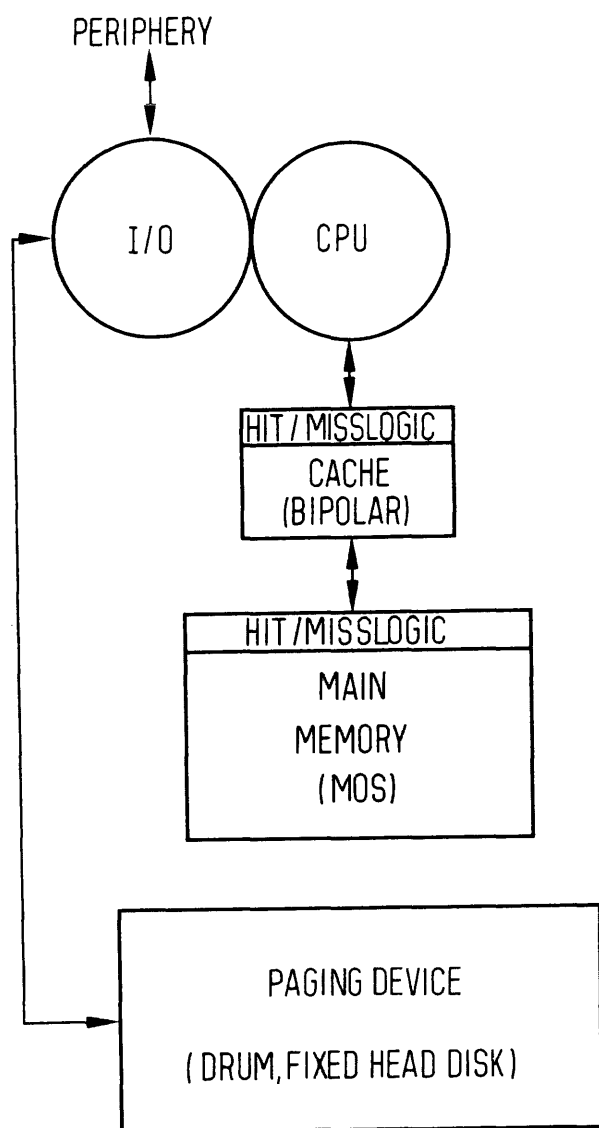 PERIPHERY
I/O
CPU
HIT/MISSLOGIC
CACHE
(BIPOLAR)
HIT/MISSLOGIC
MAIN
MEMORY
(MOS)
PAGING DEVICE
(DRUM,FIXED HEAD DISK)